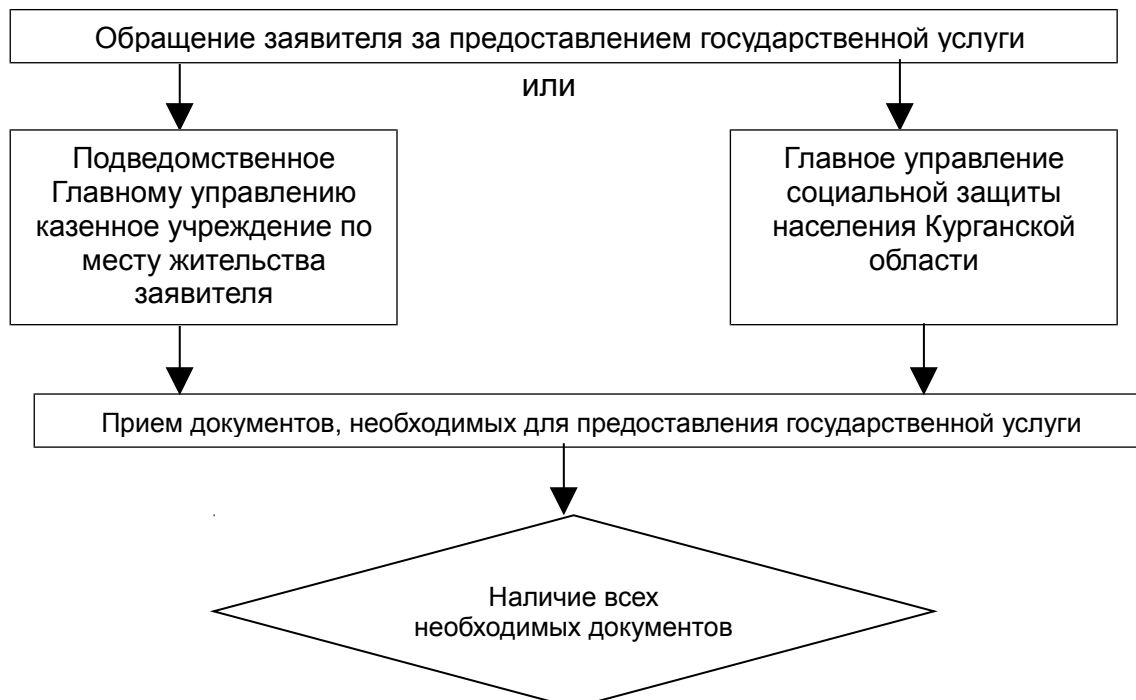 Обращение заявителя за предоставлением государственной услуги
или
Подведомственное
Главному управлению
казенное учреждение по
месту жительства
заявителя
Главное управление
социальной защиты
населения Курганской
области
Прием документов, необходимых для предоставления государственной услуги
Наличие всех
необходимых документов